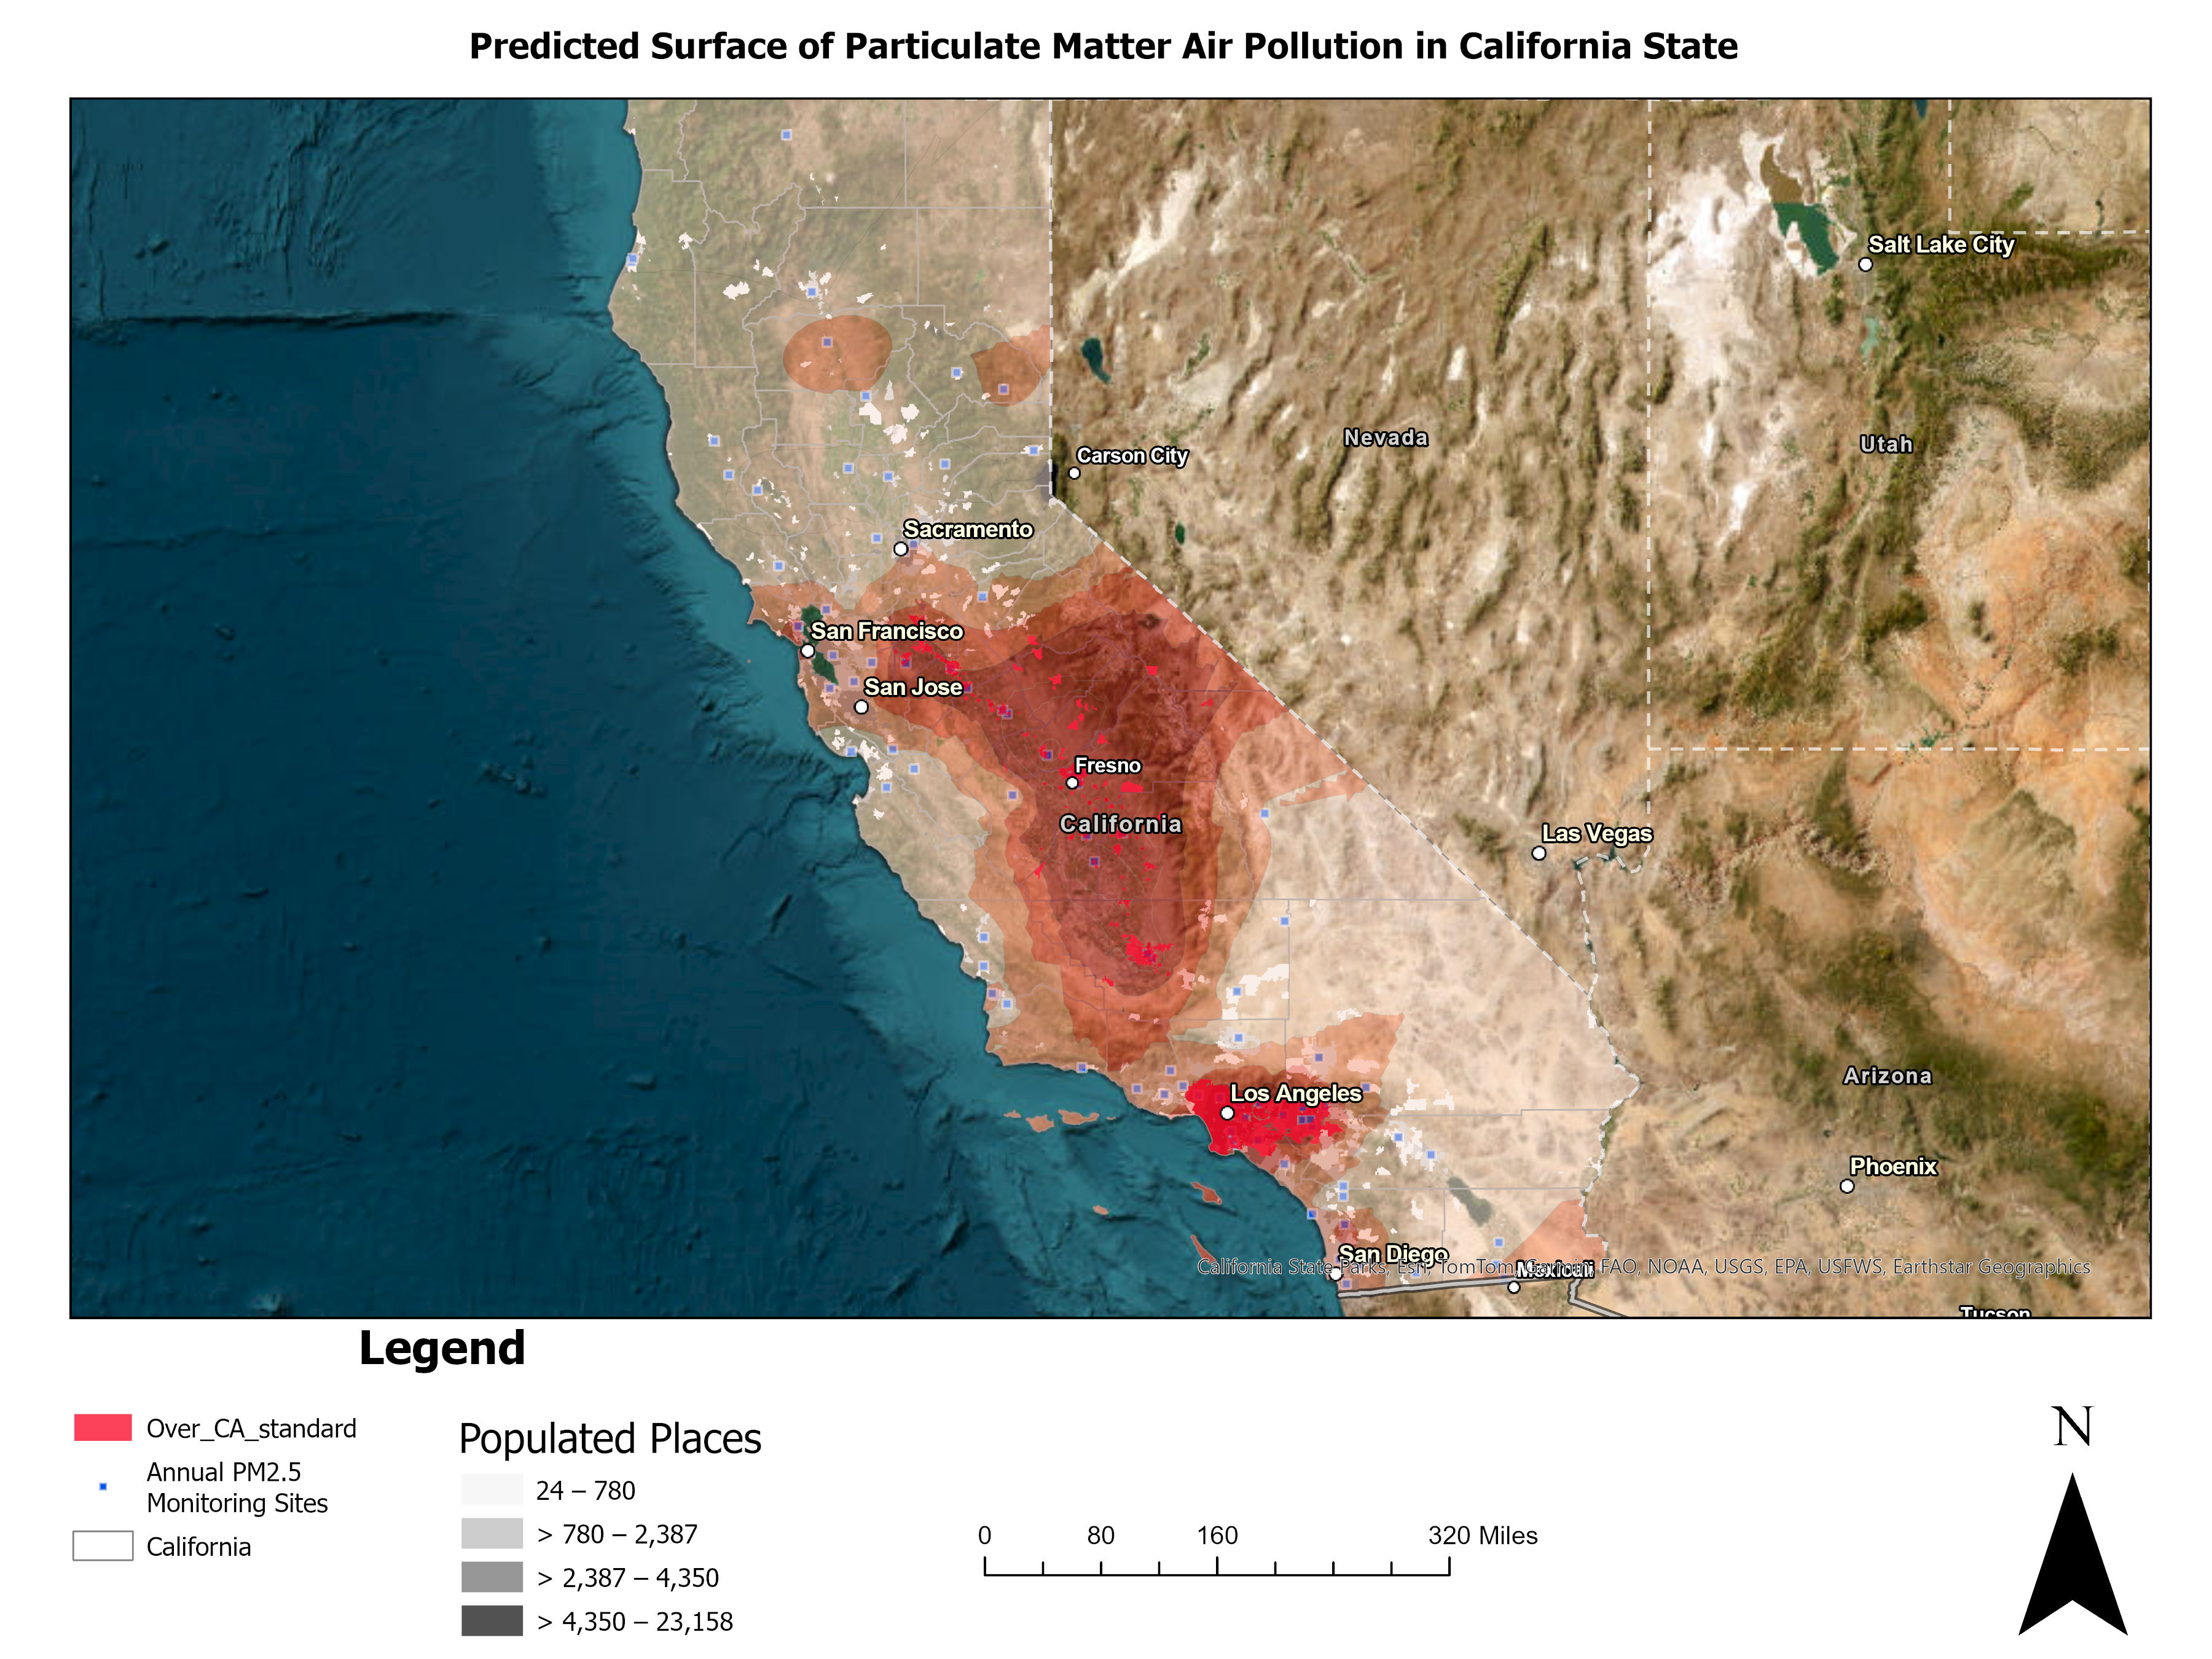 Predicted Surface of Particulate Matter Air Pollution in California State
Salt Lake City
Nevada
Utah
Carson City
Sacramento
San Francisco
San Jose
Fresno
California
Las Vegas
Arizona
Los Angeles
Phoenix
San Diego
California State Parks, Esri, TomTom, Garmin, FAO, NOAA, USGS, EPA, USFWS, Earthstar Geographics
Mexicali
Tucson
Legend
Over_CA_standard
Annual PM2.5
Monitoring Sites
California
Populated Places
24 – 780
> 780 – 2,387
> 2,387 – 4,350
> 4,350 – 23,158
0 80 160 320 Miles
N